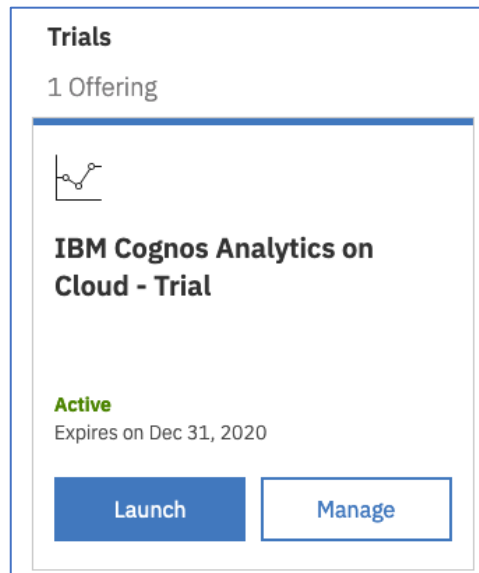 Trials
1 Offering
IBM Cognos Analytics on
Cloud - Trial
Active
Expires on Dec 31, 2020
Launch
Manage